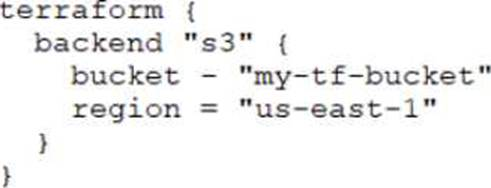 terraform {
  backend "s3" {
    bucket - "my-tf-bucket"
    region = "us-east-1"
  }
}